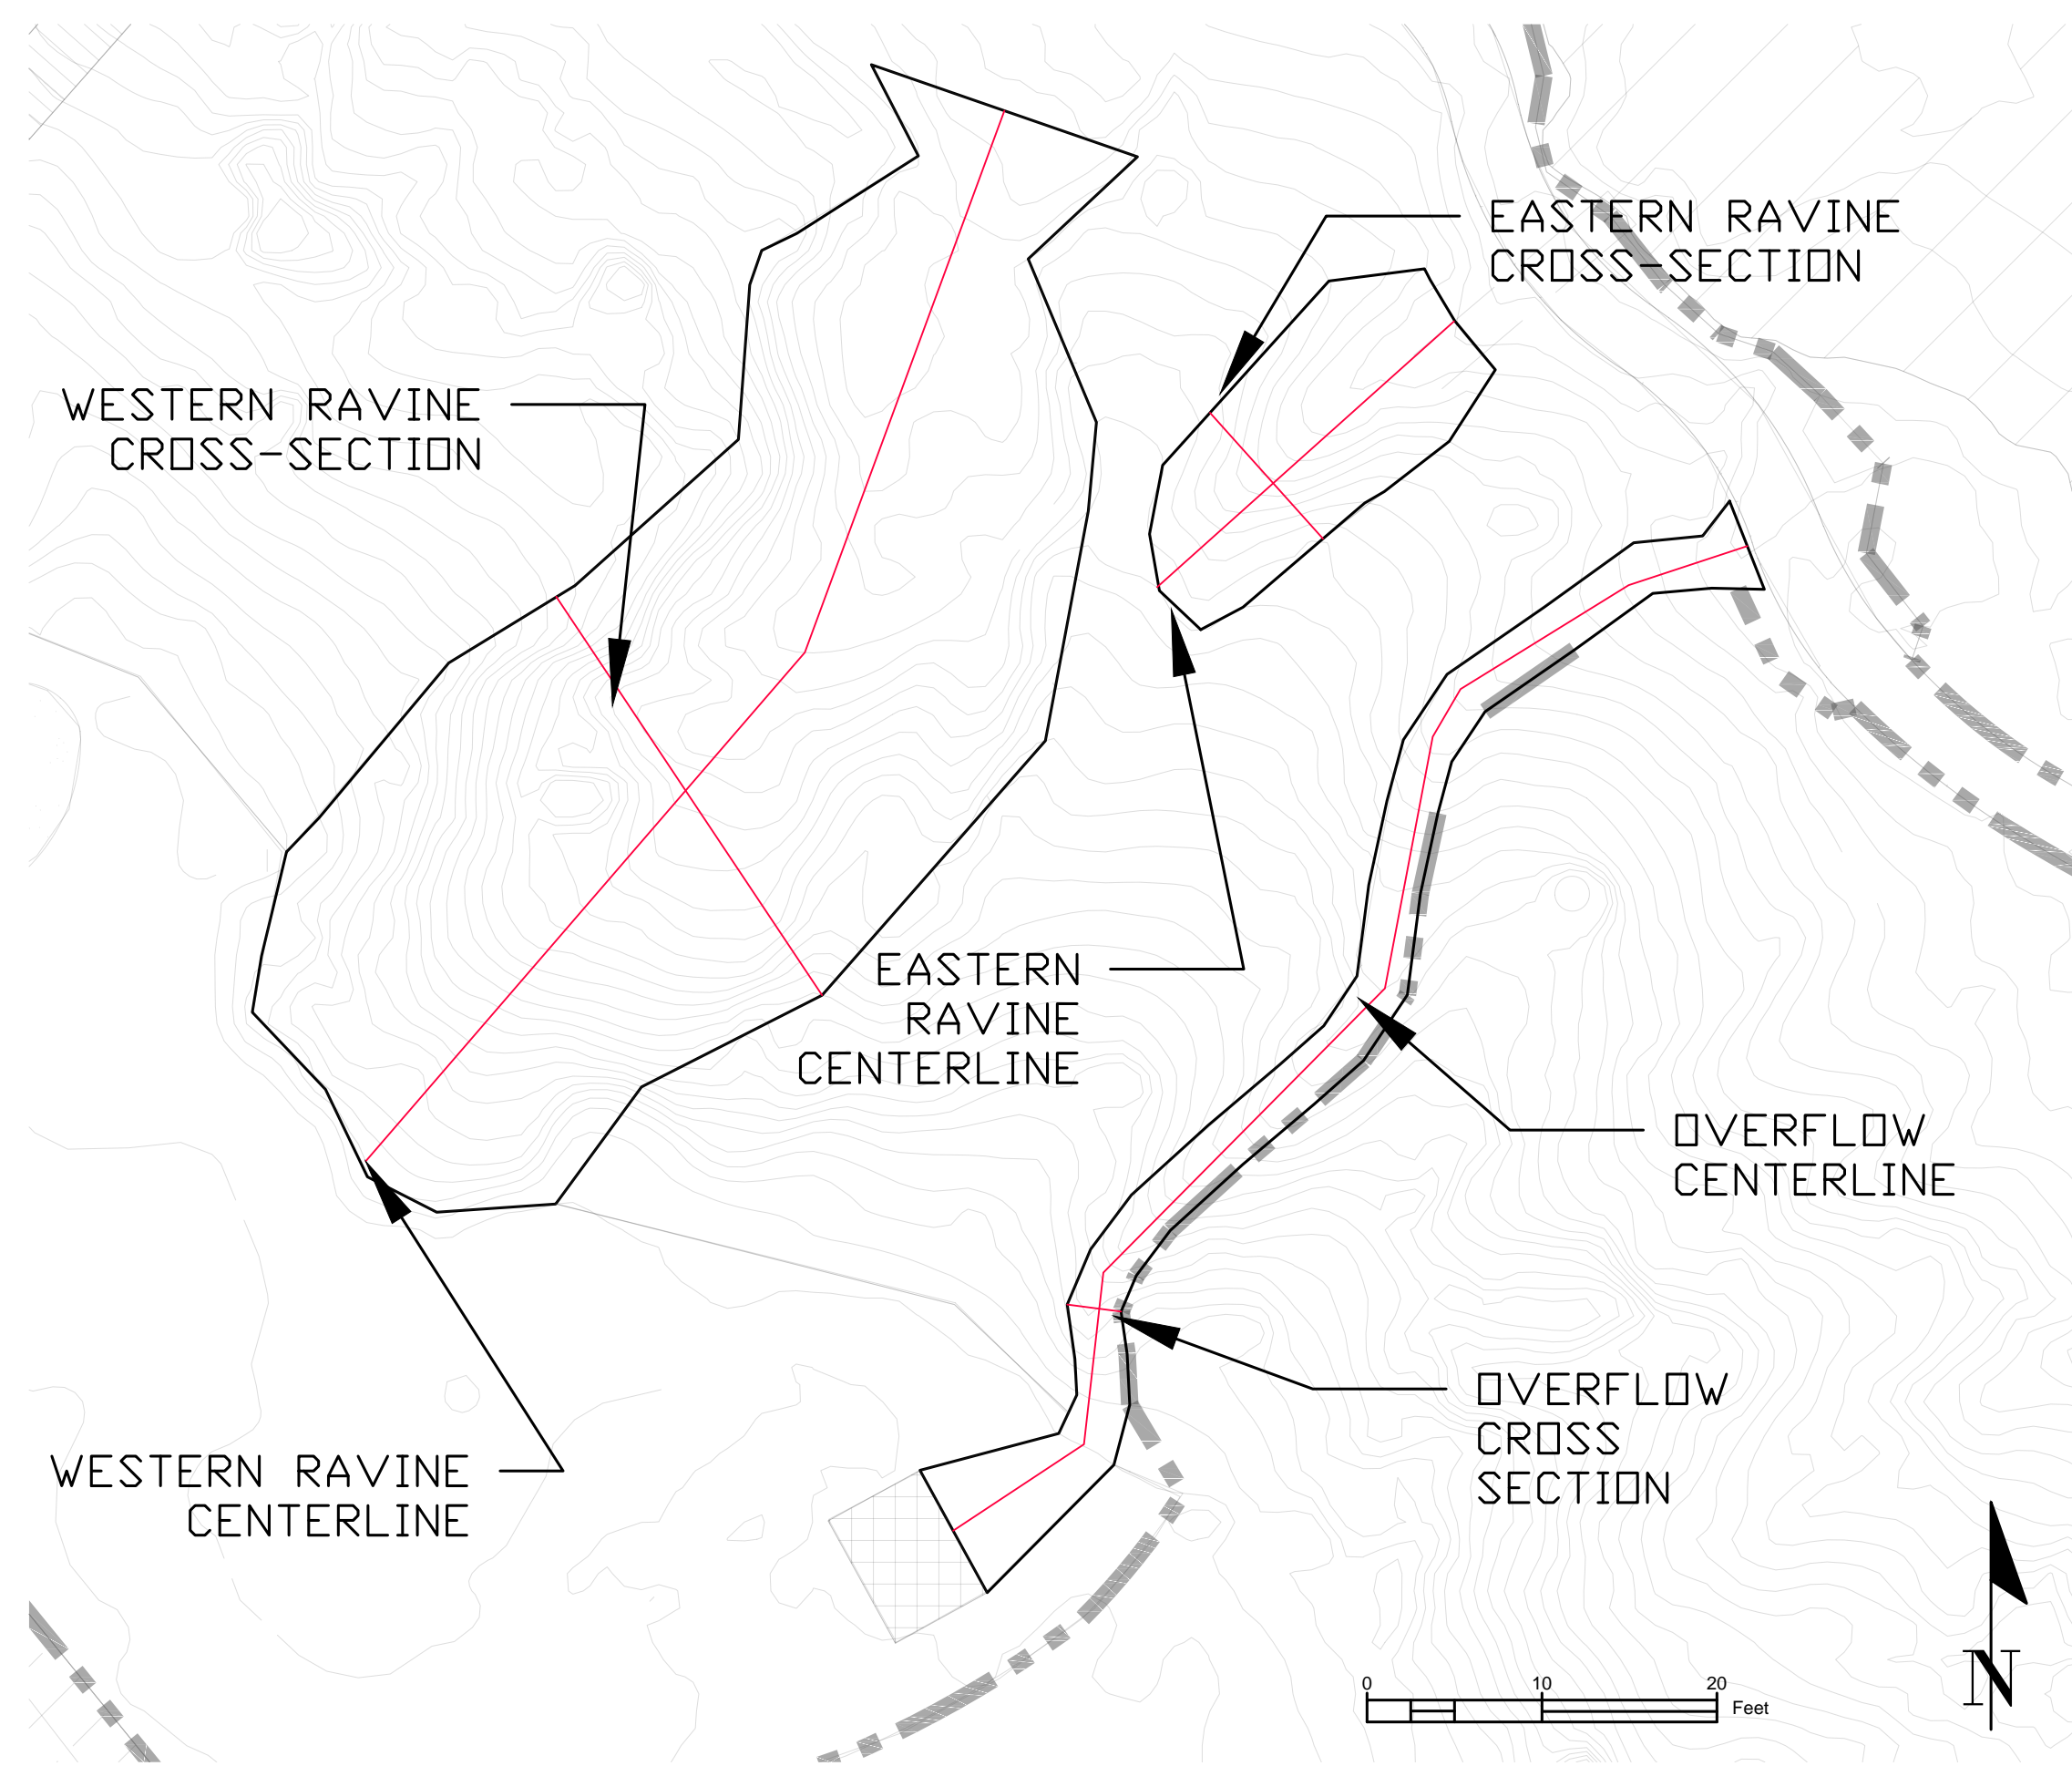 EASTERN RAVINE
CROSS-SECTION
WESTERN RAVINE
CROSS-SECTION
EASTERN
RAVINE
CENTERLINE
OVERFLOW
CENTERLINE
OVERFLOW
CROSS
SECTION
WESTERN RAVINE
CENTERLINE
N
0 10 20
Feet